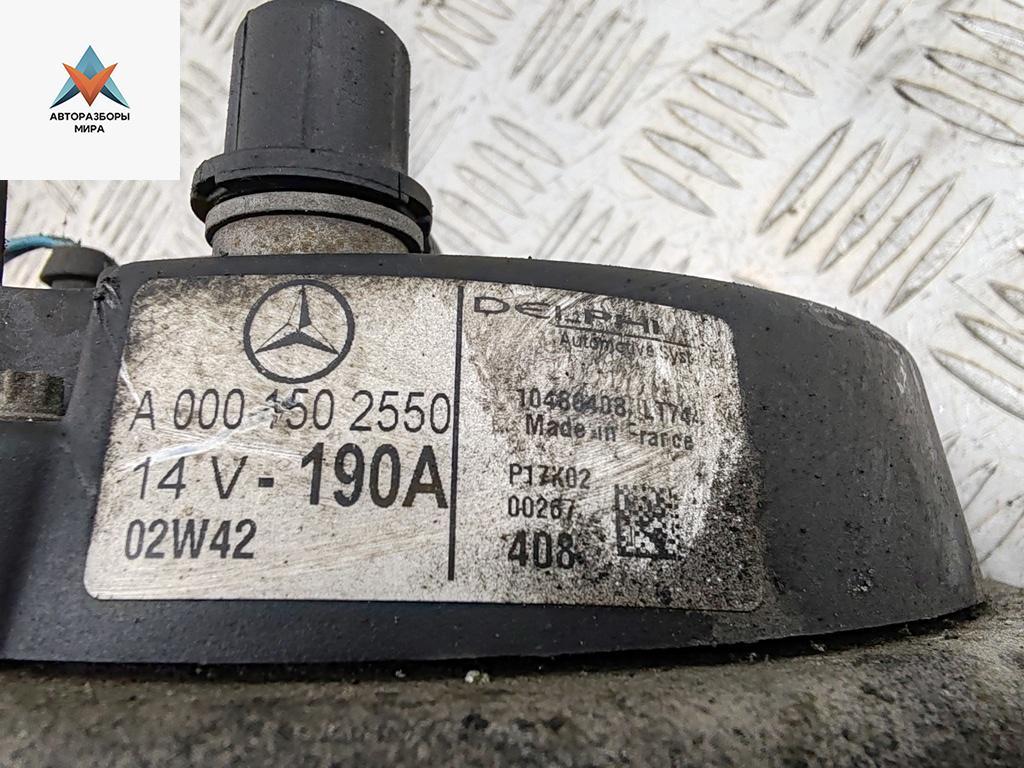 АВТОРАЗБОРЫ
МИРА
A 000 150 2550
14 V - 190A
02W42
DELPHI
Automotive Syst
Made in France
P17K02
00267
408